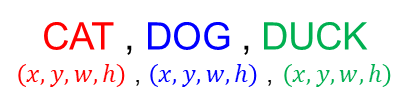 CAT , DOG , DUCK
(x, y, w, h) , (x, y, w, h) , (x, y, w, h)